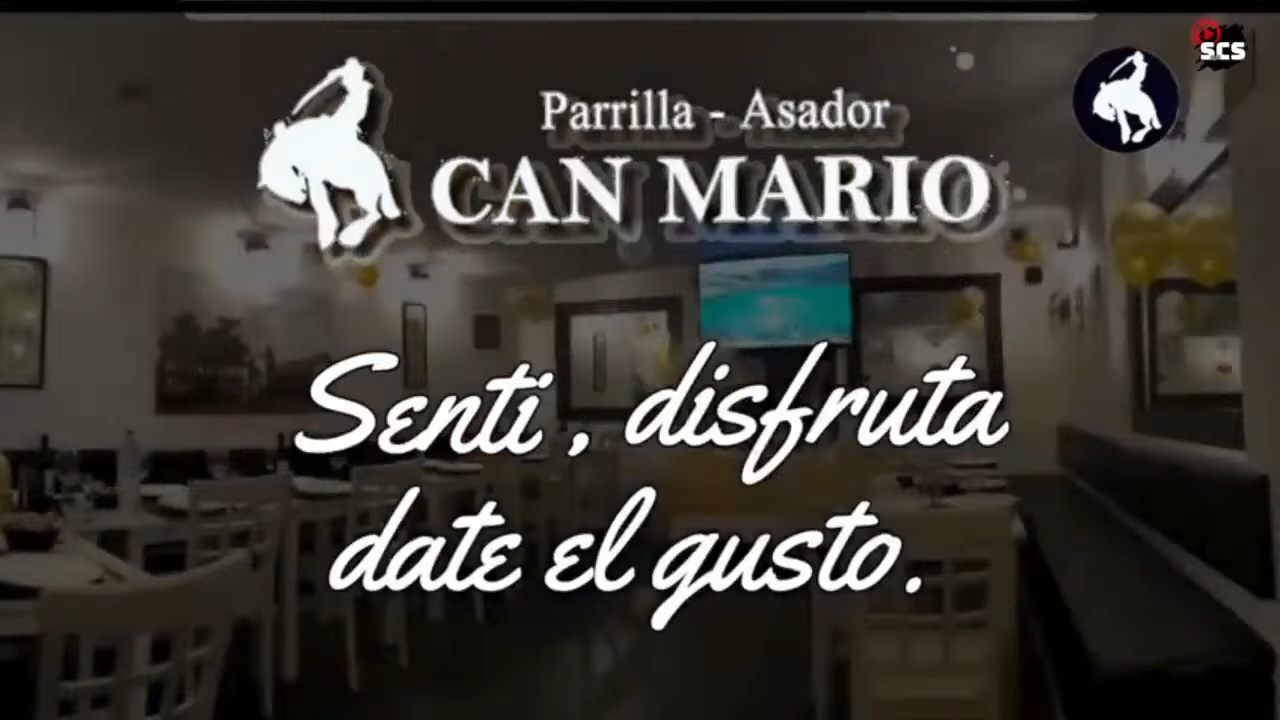 SCS
Parrilla - Asador
CAN MARIO
Senti , disfruta
date el gusto .